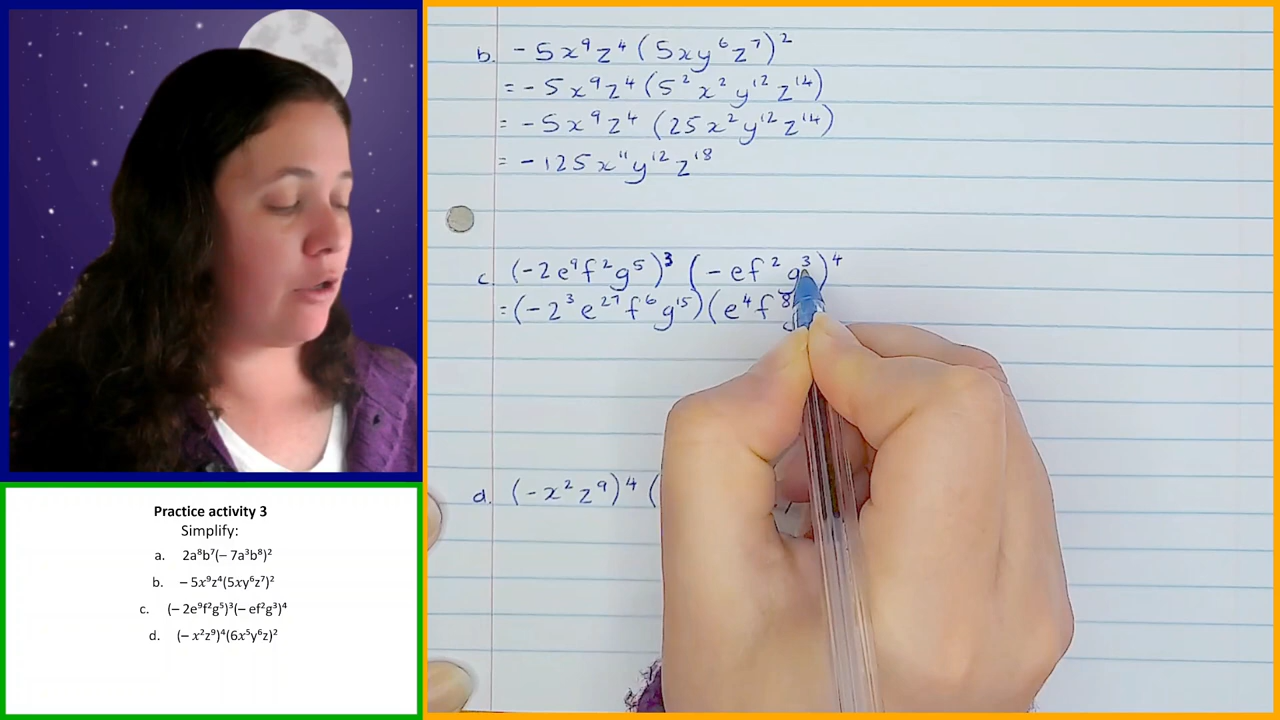 b. -5x⁹z⁴(5xy⁶z⁷)²
= -5x⁹z⁴(5²x²y¹²z¹⁴)
= -5x⁹z⁴(25x²y¹²z¹⁴)
= -125x¹¹y¹²z¹⁸
c. (-2e⁹f²g⁵)³(-ef²g³)⁴
= (-2³e²⁷f⁶g¹⁵)(e⁴f⁸
d. (-x²z⁹)⁴(
Practice activity 3
Simplify:
a. 2a⁸b⁷(– 7a³b⁸)²
b. – 5x⁹z⁴(5xy⁶z⁷)²
c. (– 2e⁹f²g⁵)³(– ef²g³)⁴
d. (– x²z⁹)⁴(6x⁵y⁶z)²